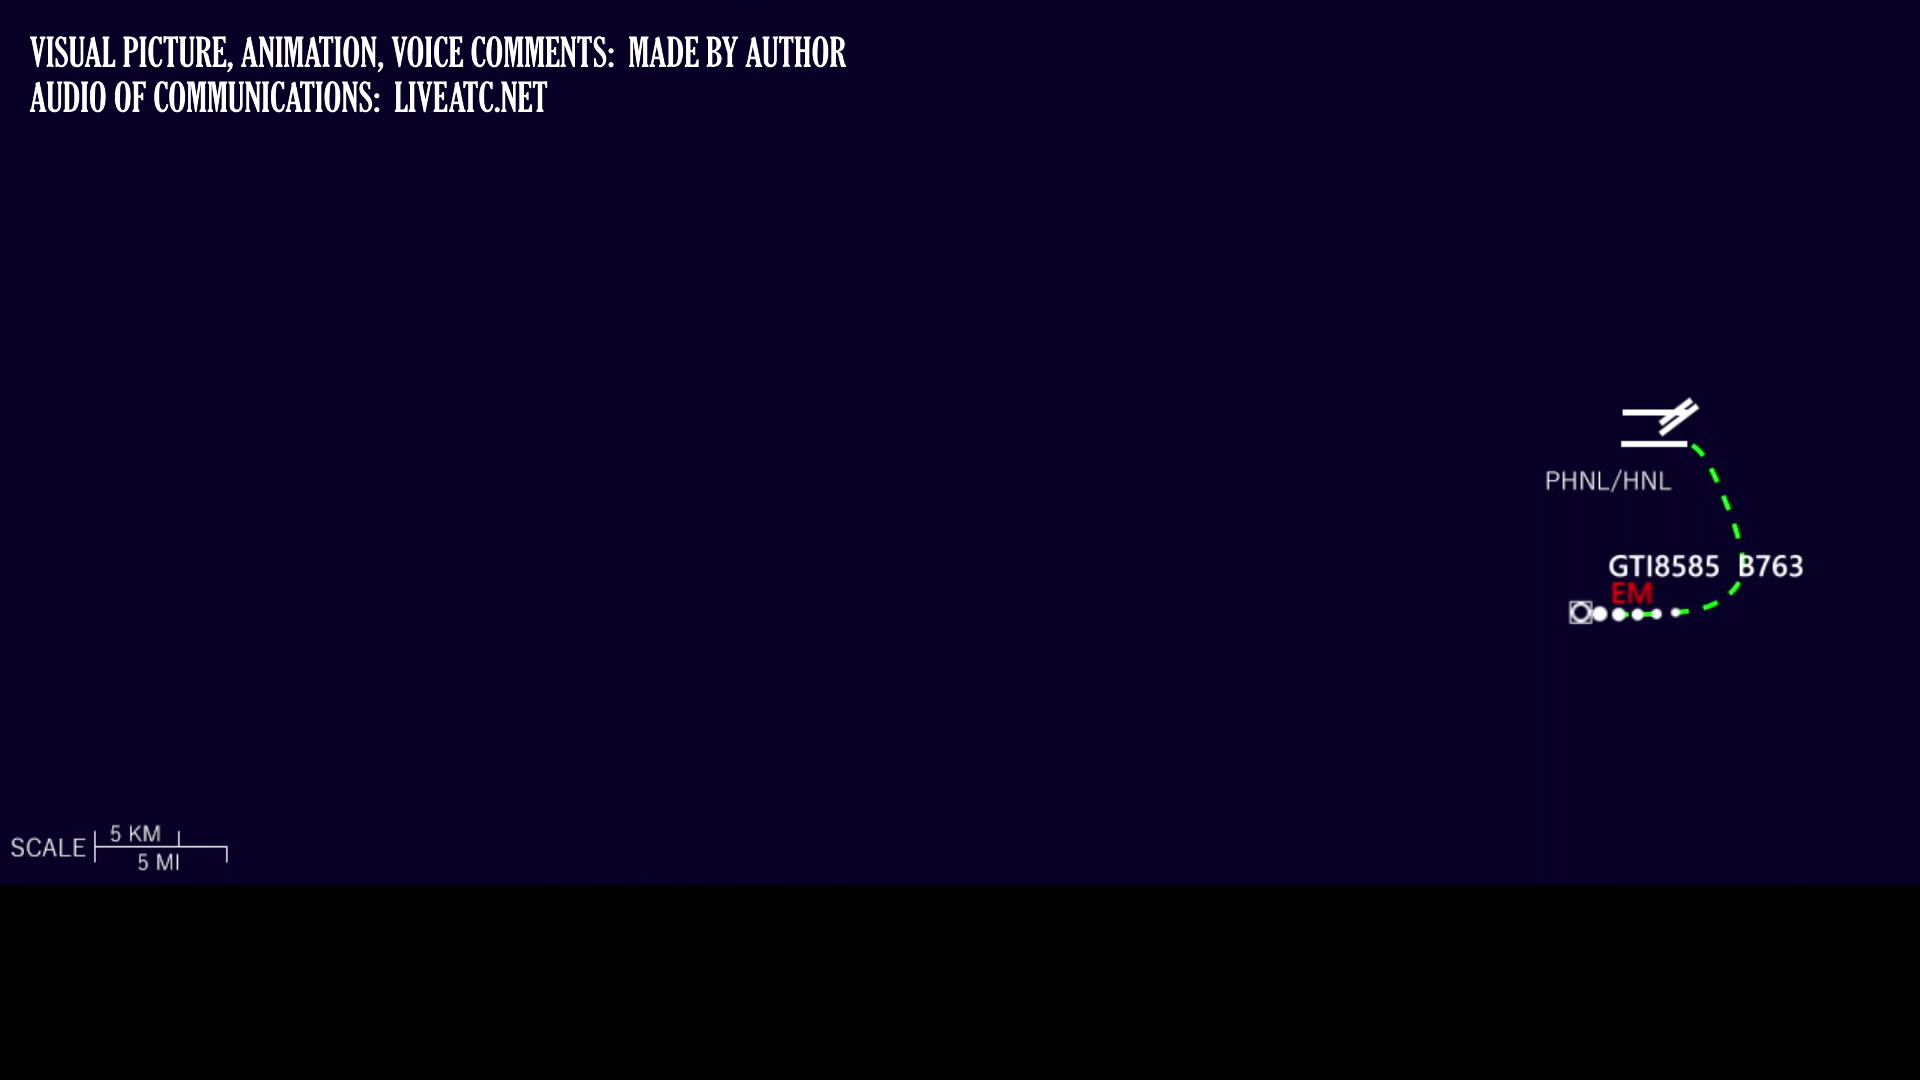 VISUAL PICTURE, ANIMATION, VOICE COMMENTS: MADE BY AUTHOR
AUDIO OF COMMUNICATIONS: LIVEATC.NET
PHNL/HNL
GTI8585 B763
EM
SCALE 5 KM
5 MI